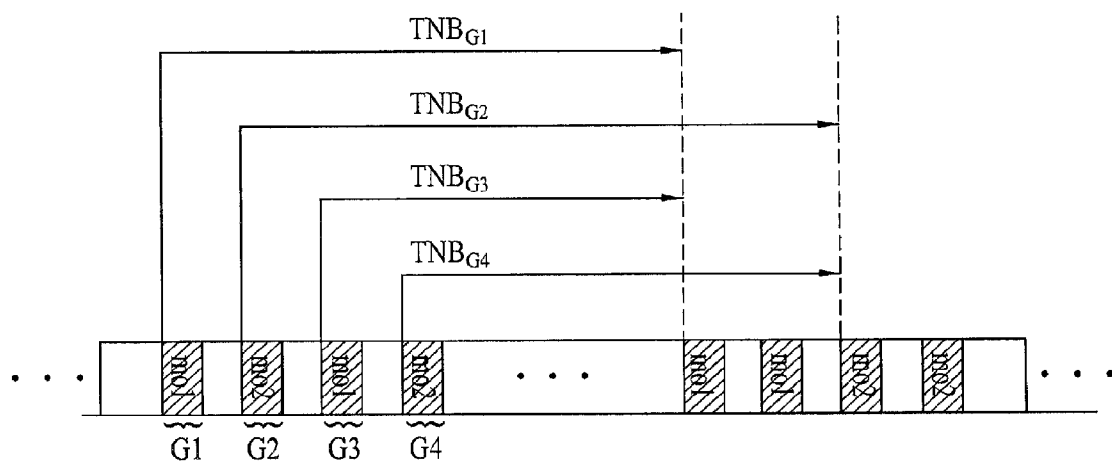 TNB_G1
TNB_G2
TNB_G3
TNB_G4
mo1 mo2 mo1 mo2 mo1 mo1 mo2 mo2
G1 G2 G3 G4